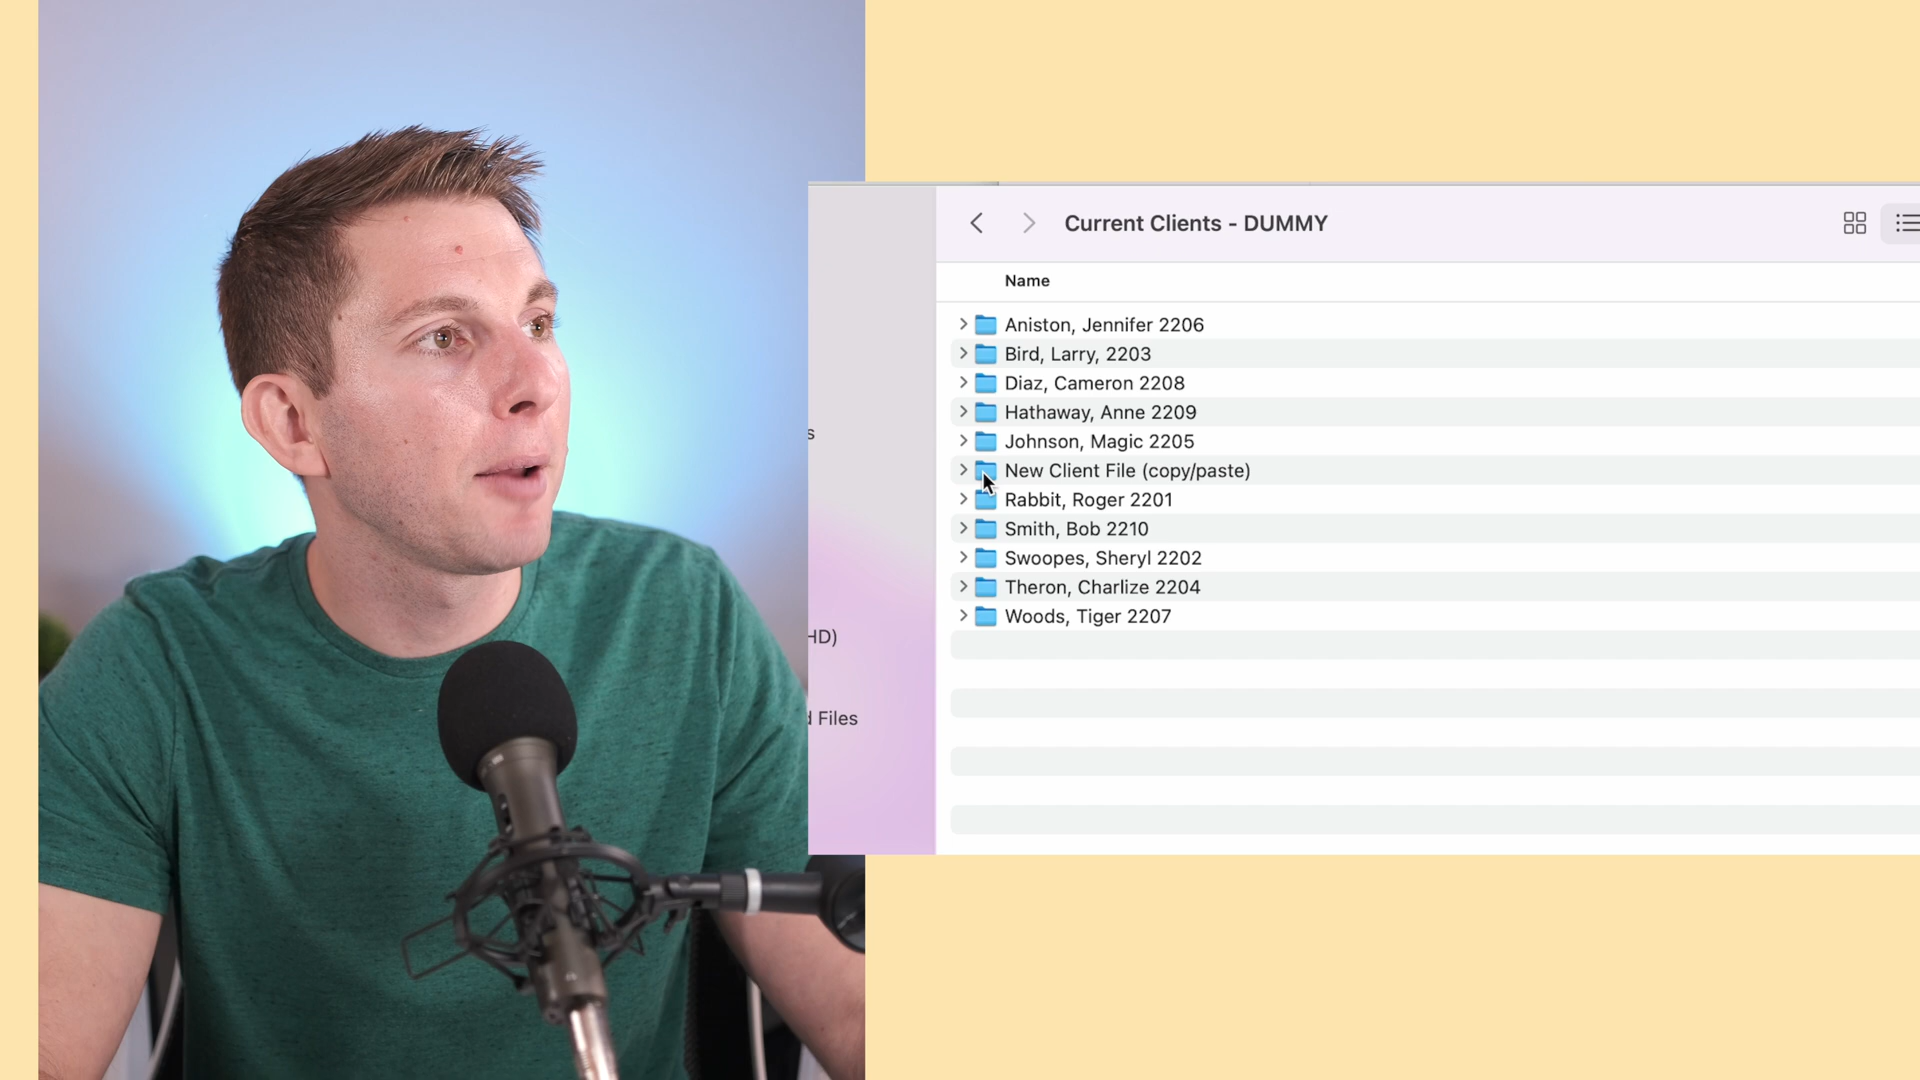 Current Clients - DUMMY
Name
Aniston, Jennifer 2206
Bird, Larry, 2203
Diaz, Cameron 2208
Hathaway, Anne 2209
Johnson, Magic 2205
New Client File (copy/paste)
Rabbit, Roger 2201
Smith, Bob 2210
Swoopes, Sheryl 2202
Theron, Charlize 2204
Woods, Tiger 2207
s
HD)
Files